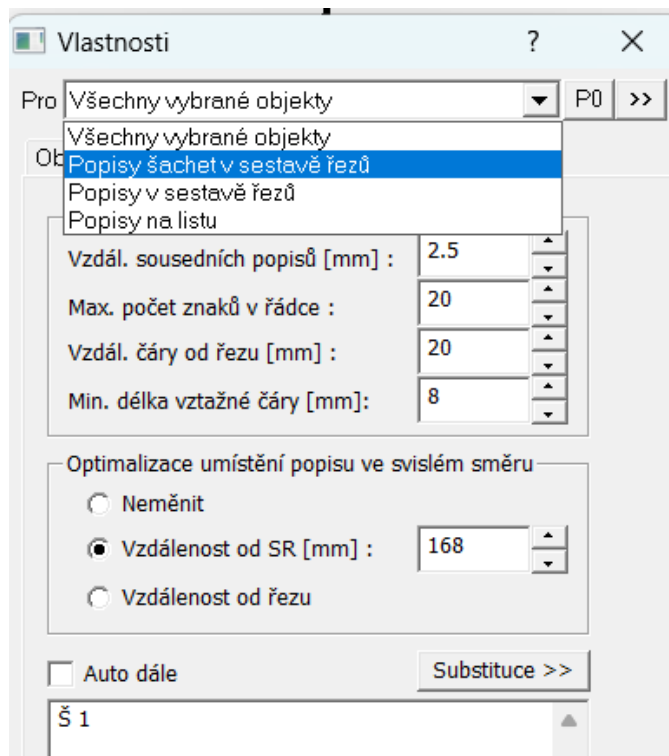 Vlastnosti ? ×
Pro Všechny vybrané objekty P0 >>
Všechny vybrané objekty
Popisy šachet v sestavě řezů
Popisy v sestavě řezů
Popisy na listu
Vzdál. sousedních popisů [mm] : 2.5
Max. počet znaků v řádce : 20
Vzdál. čáry od řezu [mm] : 20
Min. délka vztažné čáry [mm]: 8
Optimalizace umístění popisu ve svislém směru
Neměnit
Vzdálenost od SR [mm] : 168
Vzdálenost od řezu
Auto dále Substituce >>
Š 1